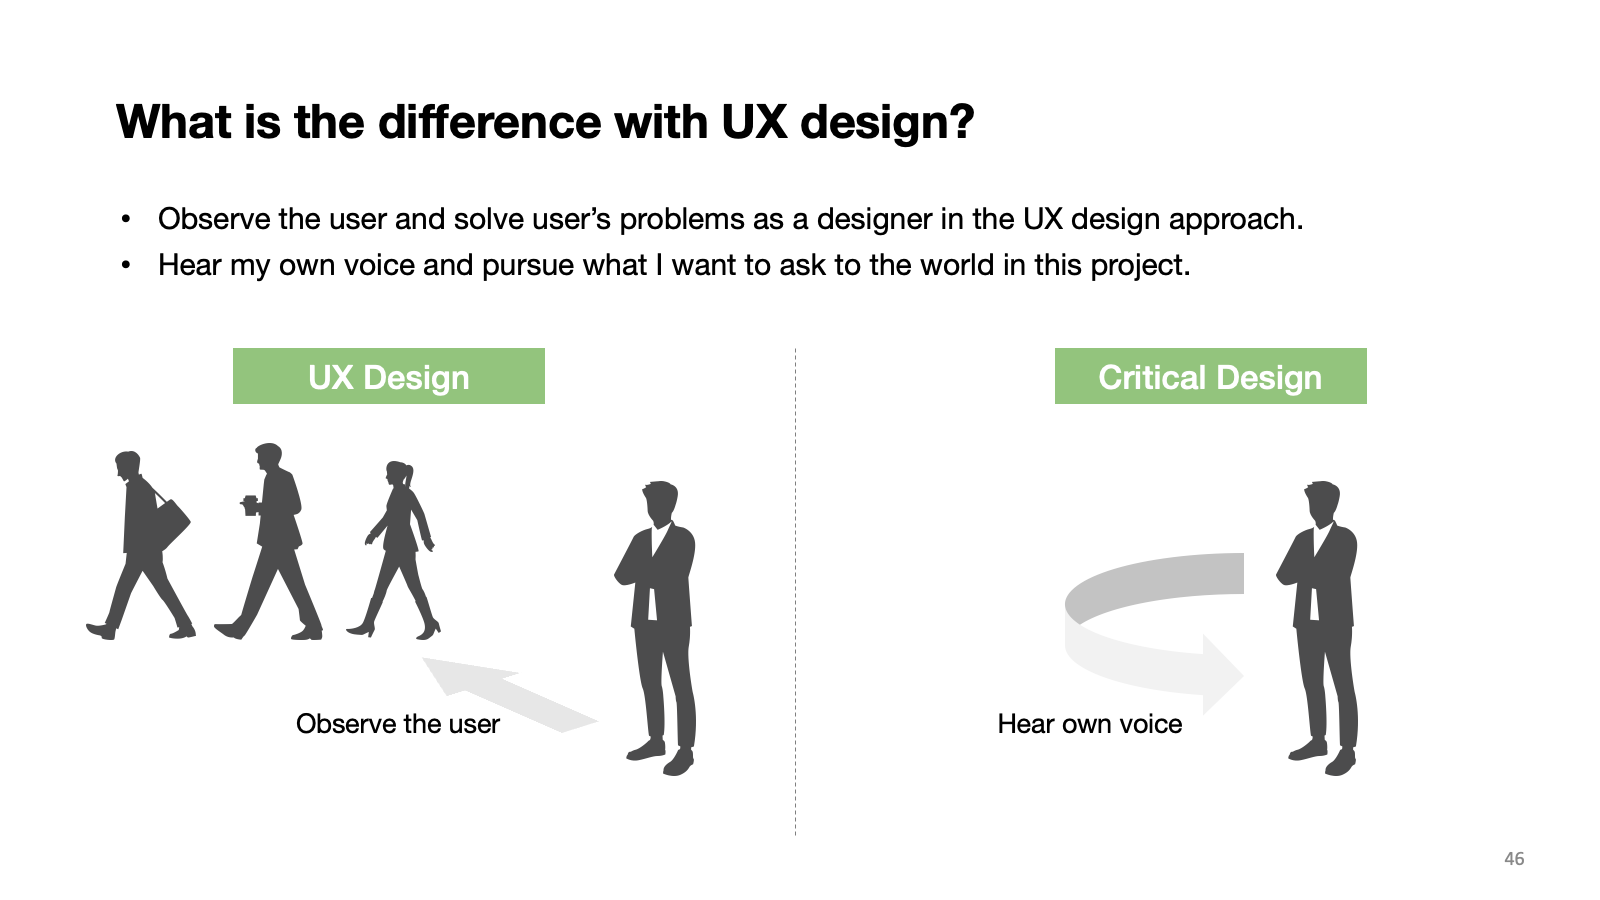 What is the difference with UX design?
• Observe the user and solve user’s problems as a designer in the UX design approach.
• Hear my own voice and pursue what I want to ask to the world in this project.
UX Design
Critical Design
Observe the user
Hear own voice
46